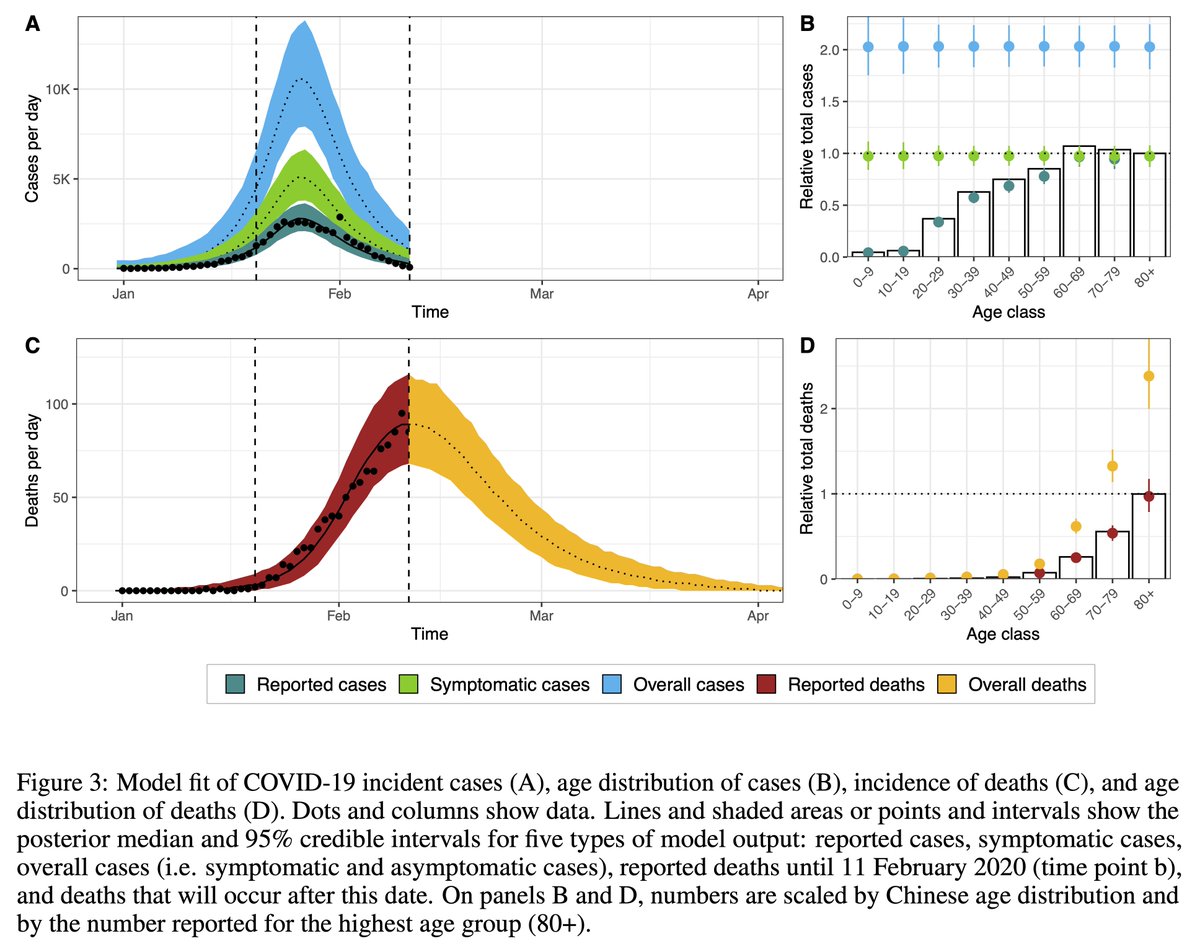 A
Cases per day
10K
5K
0
Jan
Feb
Mar
Apr
Time
B
Relative total cases
2.0
1.5
1.0
0.5
0.0
0−9
10−19
20−29
30−39
40−49
50−59
60−69
70−79
80+
Age class
C
Deaths per day
100
50
0
Jan
Feb
Mar
Apr
Time
D
Relative total deaths
2
1
0
0−9
10−19
20−29
30−39
40−49
50−59
60−69
70−79
80+
Age class
Reported cases Symptomatic cases Overall cases Reported deaths Overall deaths
Figure 3: Model fit of COVID-19 incident cases (A), age distribution of cases (B), incidence of deaths (C), and age
distribution of deaths (D). Dots and columns show data. Lines and shaded areas or points and intervals show the
posterior median and 95% credible intervals for five types of model output: reported cases, symptomatic cases,
overall cases (i.e. symptomatic and asymptomatic cases), reported deaths until 11 February 2020 (time point b),
and deaths that will occur after this date. On panels B and D, numbers are scaled by Chinese age distribution and
by the number reported for the highest age group (80+).